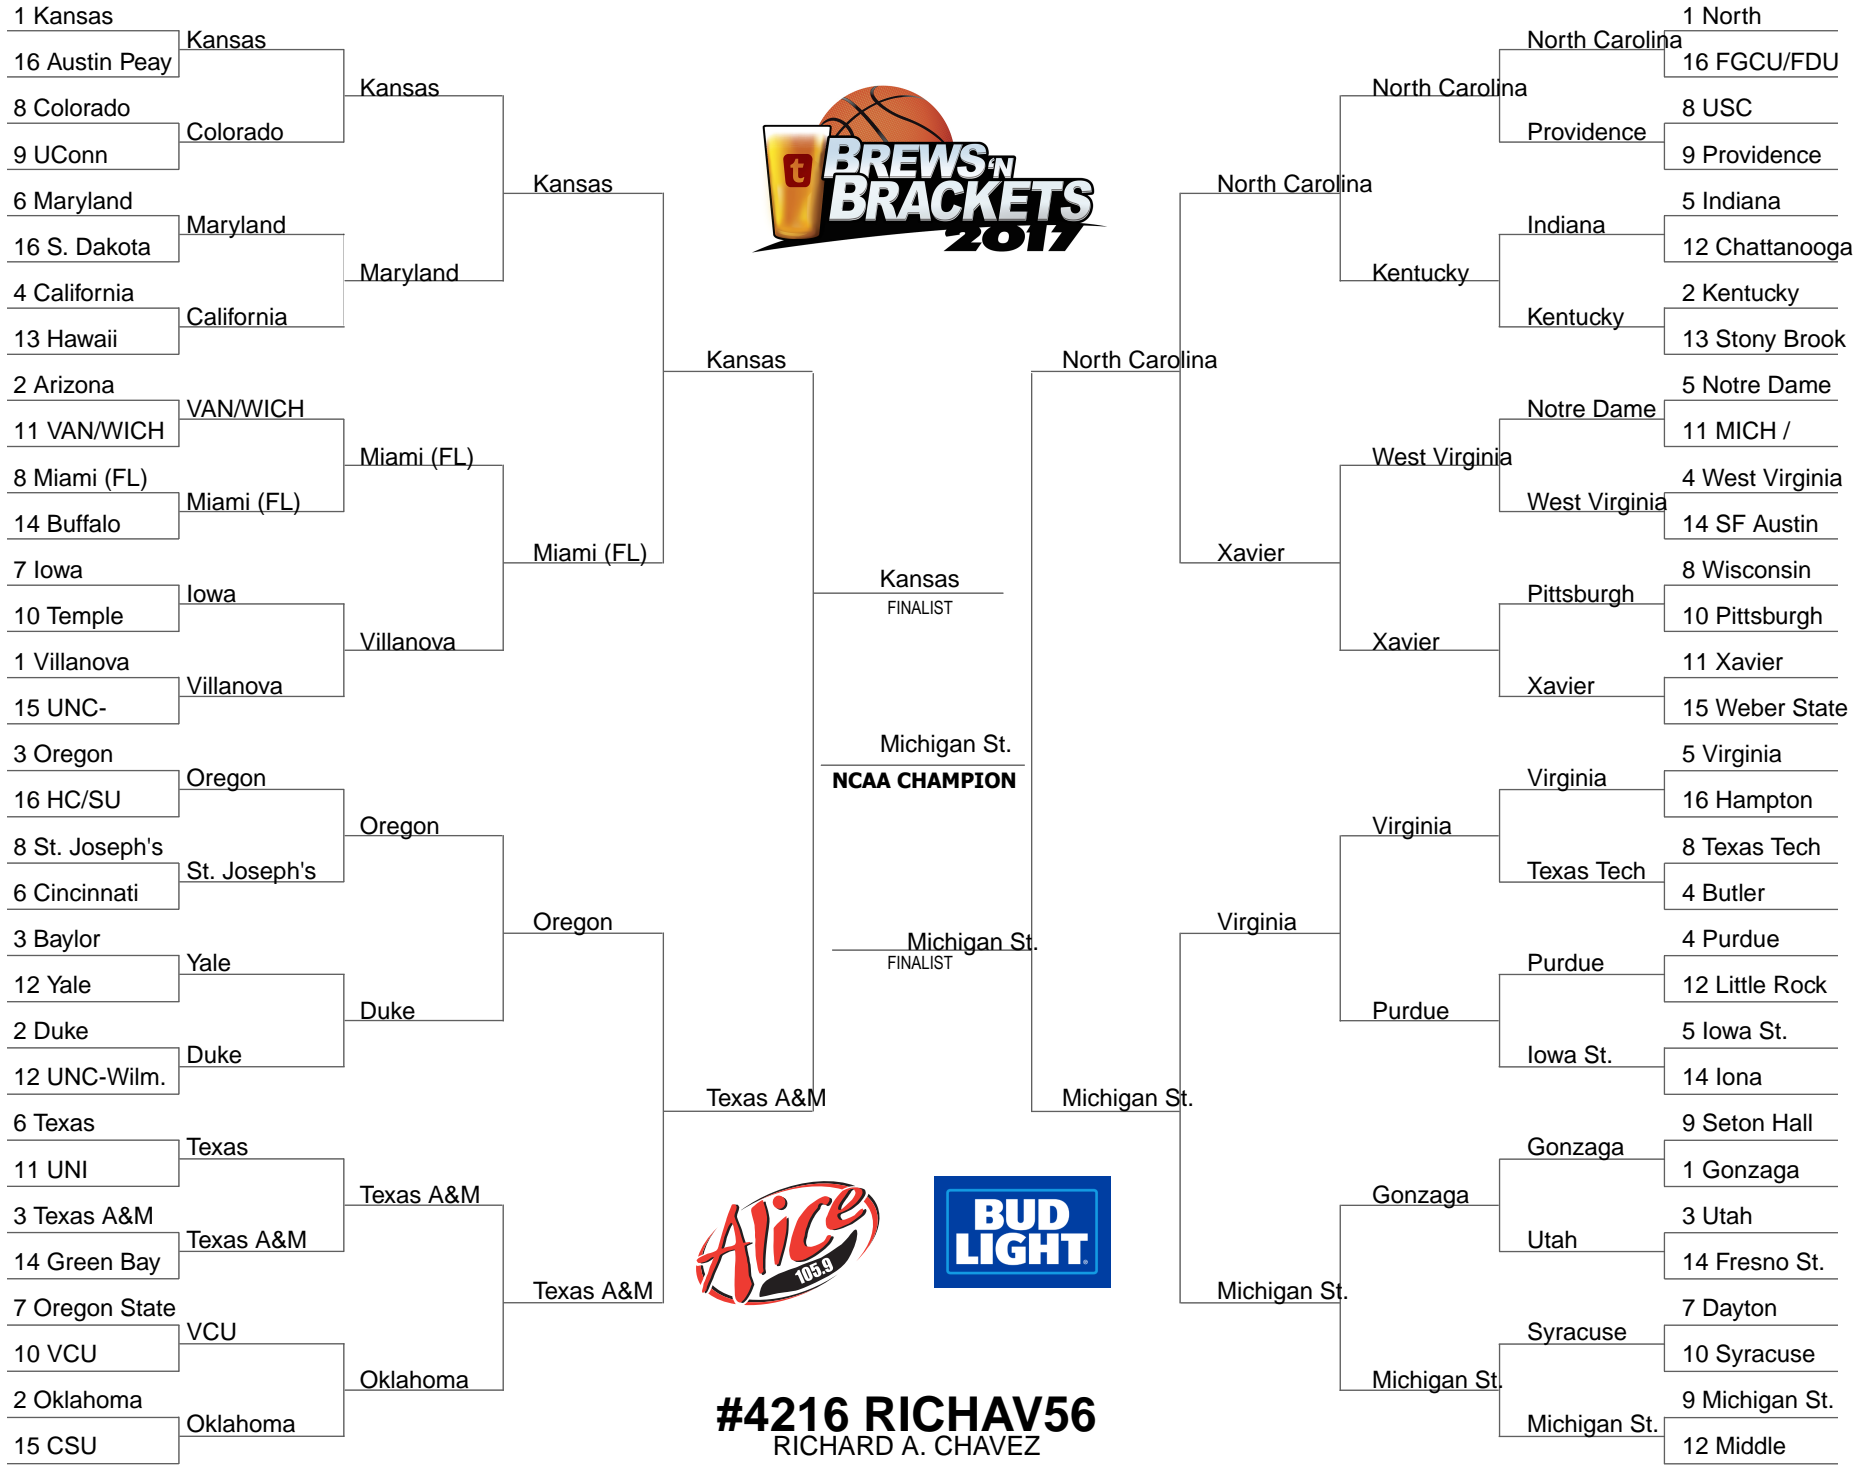 1 Kansas
16 Austin Peay
8 Colorado
9 UConn
6 Maryland
16 S. Dakota
4 California
13 Hawaii
2 Arizona
11 VAN/WICH
8 Miami (FL)
14 Buffalo
7 Iowa
10 Temple
1 Villanova
15 UNC-
3 Oregon
16 HC/SU
8 St. Joseph's
6 Cincinnati
3 Baylor
12 Yale
2 Duke
12 UNC-Wilm.
6 Texas
11 UNI
3 Texas A&M
14 Green Bay
7 Oregon State
10 VCU
2 Oklahoma
15 CSU
Kansas
Colorado
Maryland
California
VAN/WICH
Miami (FL)
Iowa
Villanova
Oregon
St. Joseph's
Yale
Duke
Texas
Texas A&M
VCU
Oklahoma
Kansas
Maryland
Miami (FL)
Villanova
Oregon
Duke
Texas A&M
Oklahoma
Kansas
Miami (FL)
Oregon
Texas A&M
Kansas
Texas A&M
BREWS 'N
BRACKETS
2017
t
Kansas
FINALIST
Michigan St.
NCAA CHAMPION
Michigan St.
FINALIST
Alice
105.9
BUD
LIGHT
#4216 RICHAV56
RICHARD A. CHAVEZ
North Carolina
Michigan St.
North Carolina
Xavier
Virginia
Michigan St.
North Carolina
Kentucky
West Virginia
Xavier
Virginia
Purdue
Gonzaga
Michigan St.
North Carolina
Providence
Indiana
Kentucky
Notre Dame
West Virginia
Pittsburgh
Xavier
Virginia
Texas Tech
Purdue
Iowa St.
Gonzaga
Utah
Syracuse
Michigan St.
1 North
16 FGCU/FDU
8 USC
9 Providence
5 Indiana
12 Chattanooga
2 Kentucky
13 Stony Brook
5 Notre Dame
11 MICH /
4 West Virginia
14 SF Austin
8 Wisconsin
10 Pittsburgh
11 Xavier
15 Weber State
5 Virginia
16 Hampton
8 Texas Tech
4 Butler
4 Purdue
12 Little Rock
5 Iowa St.
14 Iona
9 Seton Hall
1 Gonzaga
3 Utah
14 Fresno St.
7 Dayton
10 Syracuse
9 Michigan St.
12 Middle